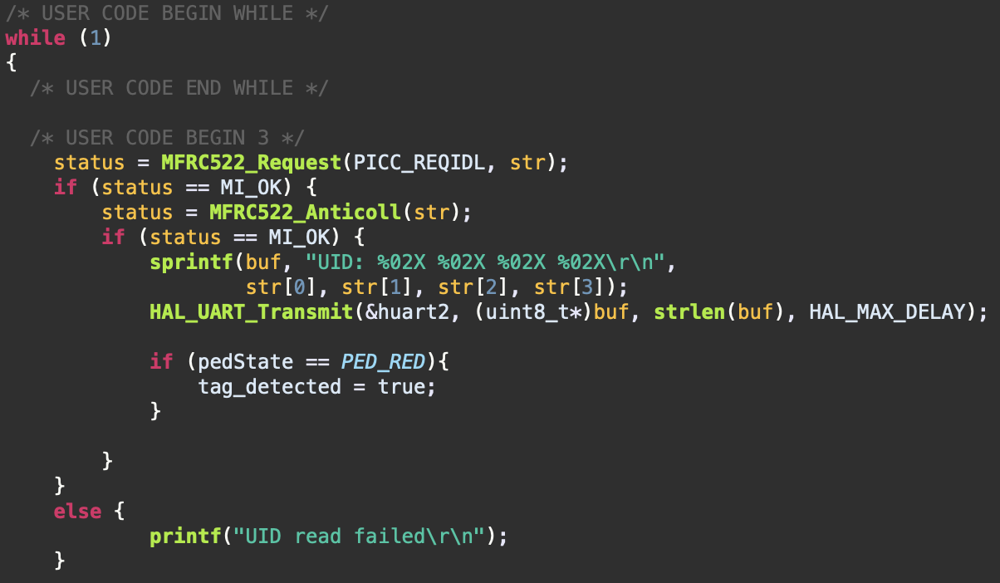 /* USER CODE BEGIN WHILE */
while (1)
{
  /* USER CODE END WHILE */

  /* USER CODE BEGIN 3 */
    status = MFRC522_Request(PICC_REQIDL, str);
    if (status == MI_OK) {
        status = MFRC522_Anticoll(str);
        if (status == MI_OK) {
            sprintf(buf, "UID: %02X %02X %02X %02X\r\n",
                    str[0], str[1], str[2], str[3]);
            HAL_UART_Transmit(&huart2, (uint8_t*)buf, strlen(buf), HAL_MAX_DELAY);

            if (pedState == PED_RED){
                tag_detected = true;
            }

        }
    }
    else {
            printf("UID read failed\r\n");
    }